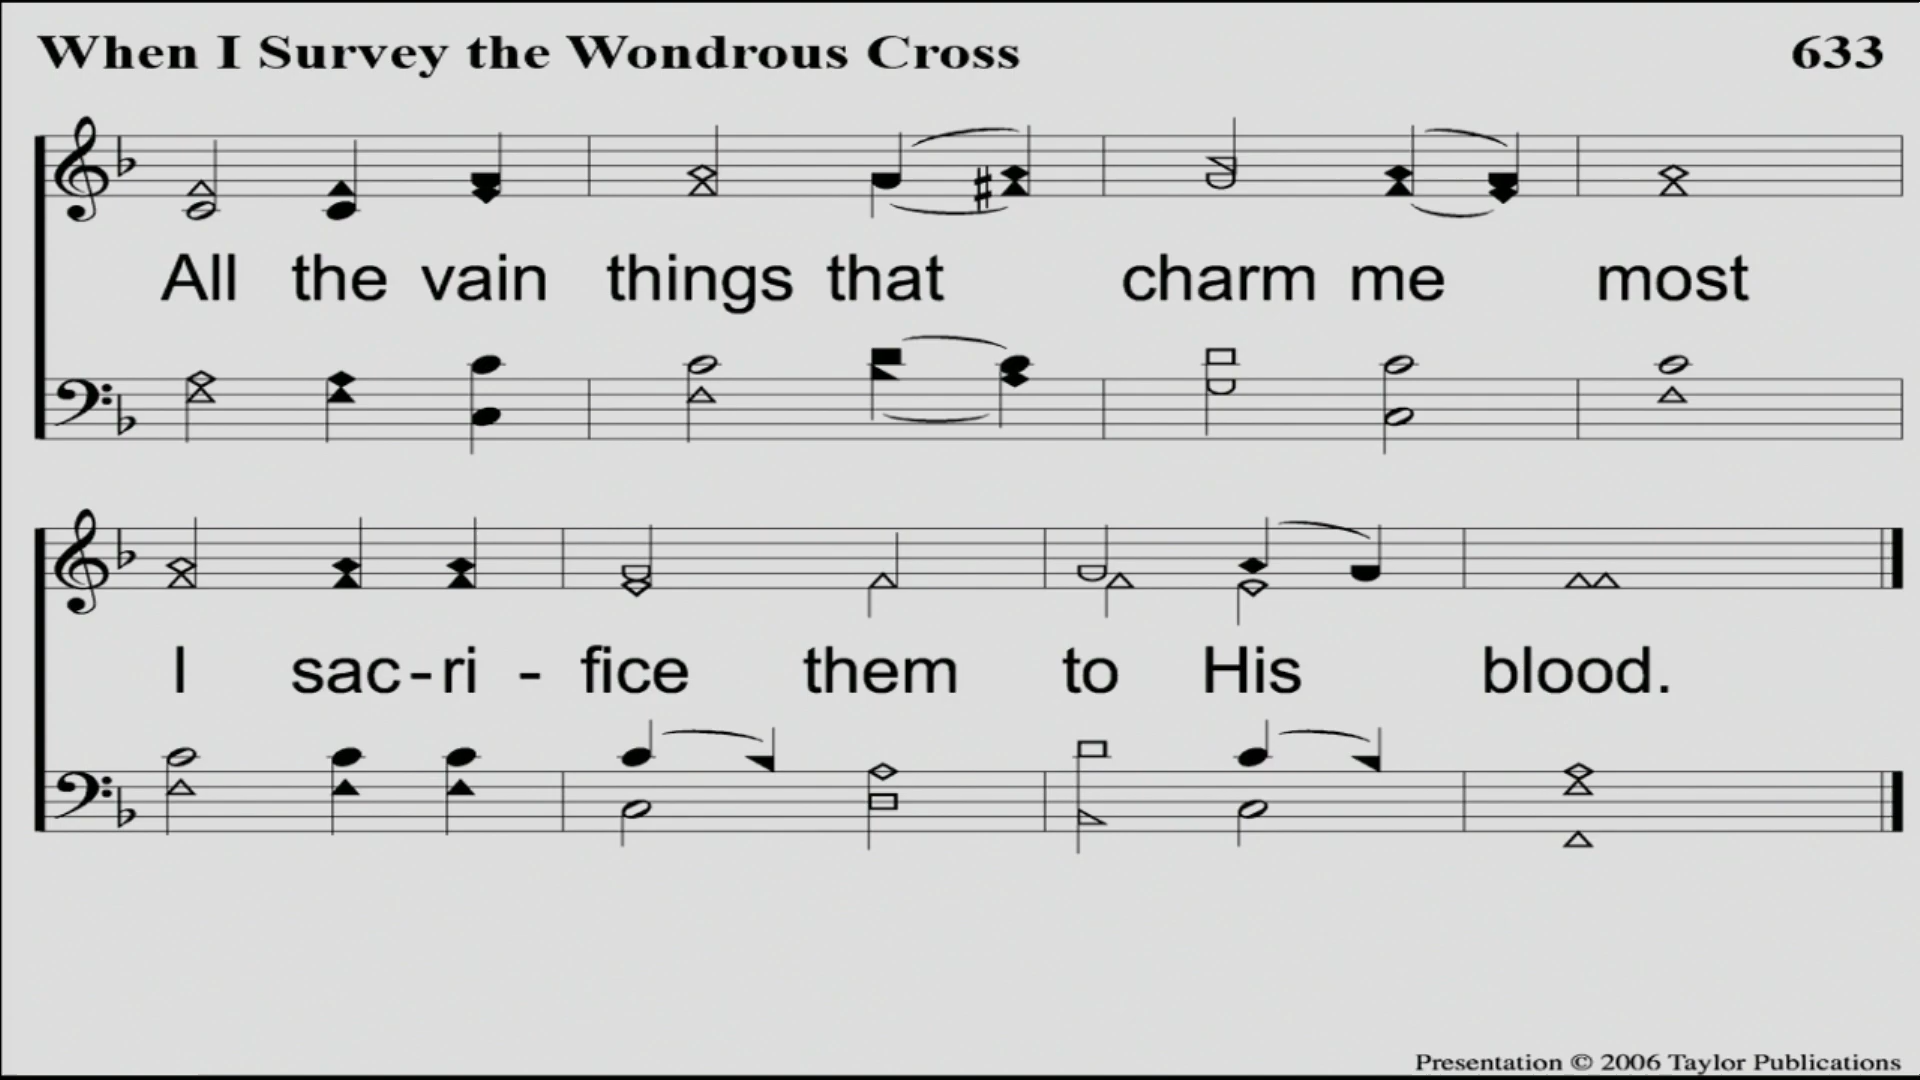 When I Survey the Wondrous Cross 633
All the vain things that charm me most
I sac-ri - fice them to His blood.
Presentation © 2006 Taylor Publications